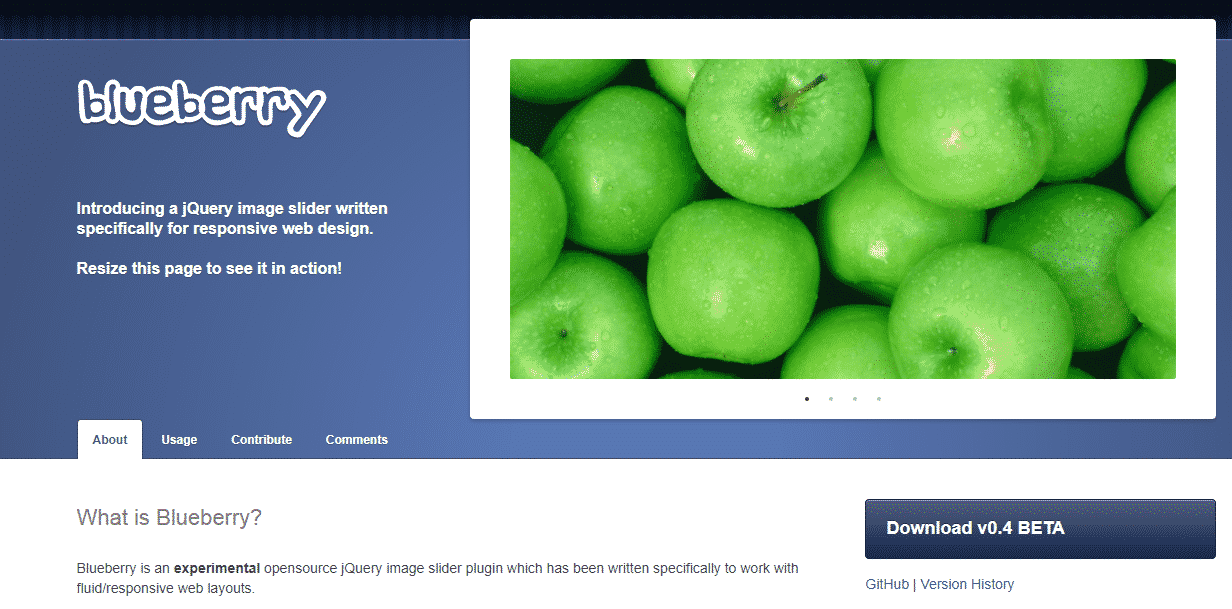 blueberry
Introducing a jQuery image slider written
specifically for responsive web design.
Resize this page to see it in action!
About
Usage
Contribute
Comments
What is Blueberry?
Blueberry is an experimental opensource jQuery image slider plugin which has been written specifically to work with
fluid/responsive web layouts.
Download v0.4 BETA
GitHub | Version History